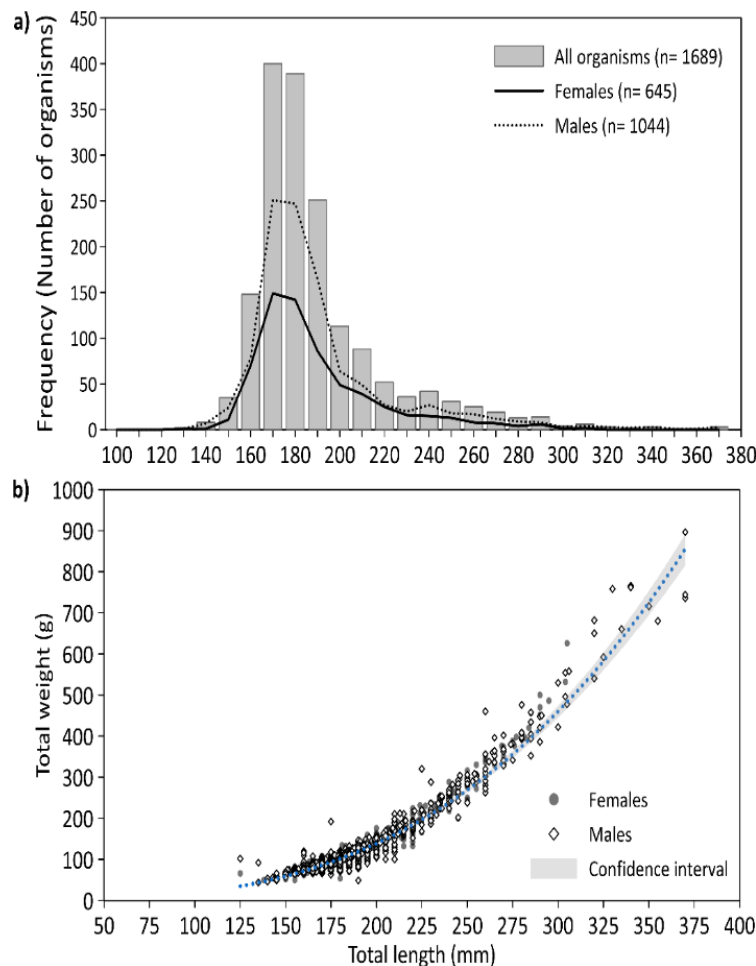 a)
450
400
350
300
250
200
150
100
50
0
Frequency (Number of organisms)
All organisms (n= 1689)
Females (n= 645)
Males (n= 1044)
100 120 140 160 180 200 220 240 260 280 300 320 340 360 380
b)
1000
900
800
700
600
500
400
300
200
100
0
Total weight (g)
Females
Males
Confidence interval
50 75 100 125 150 175 200 225 250 275 300 325 350 375 400
Total length (mm)